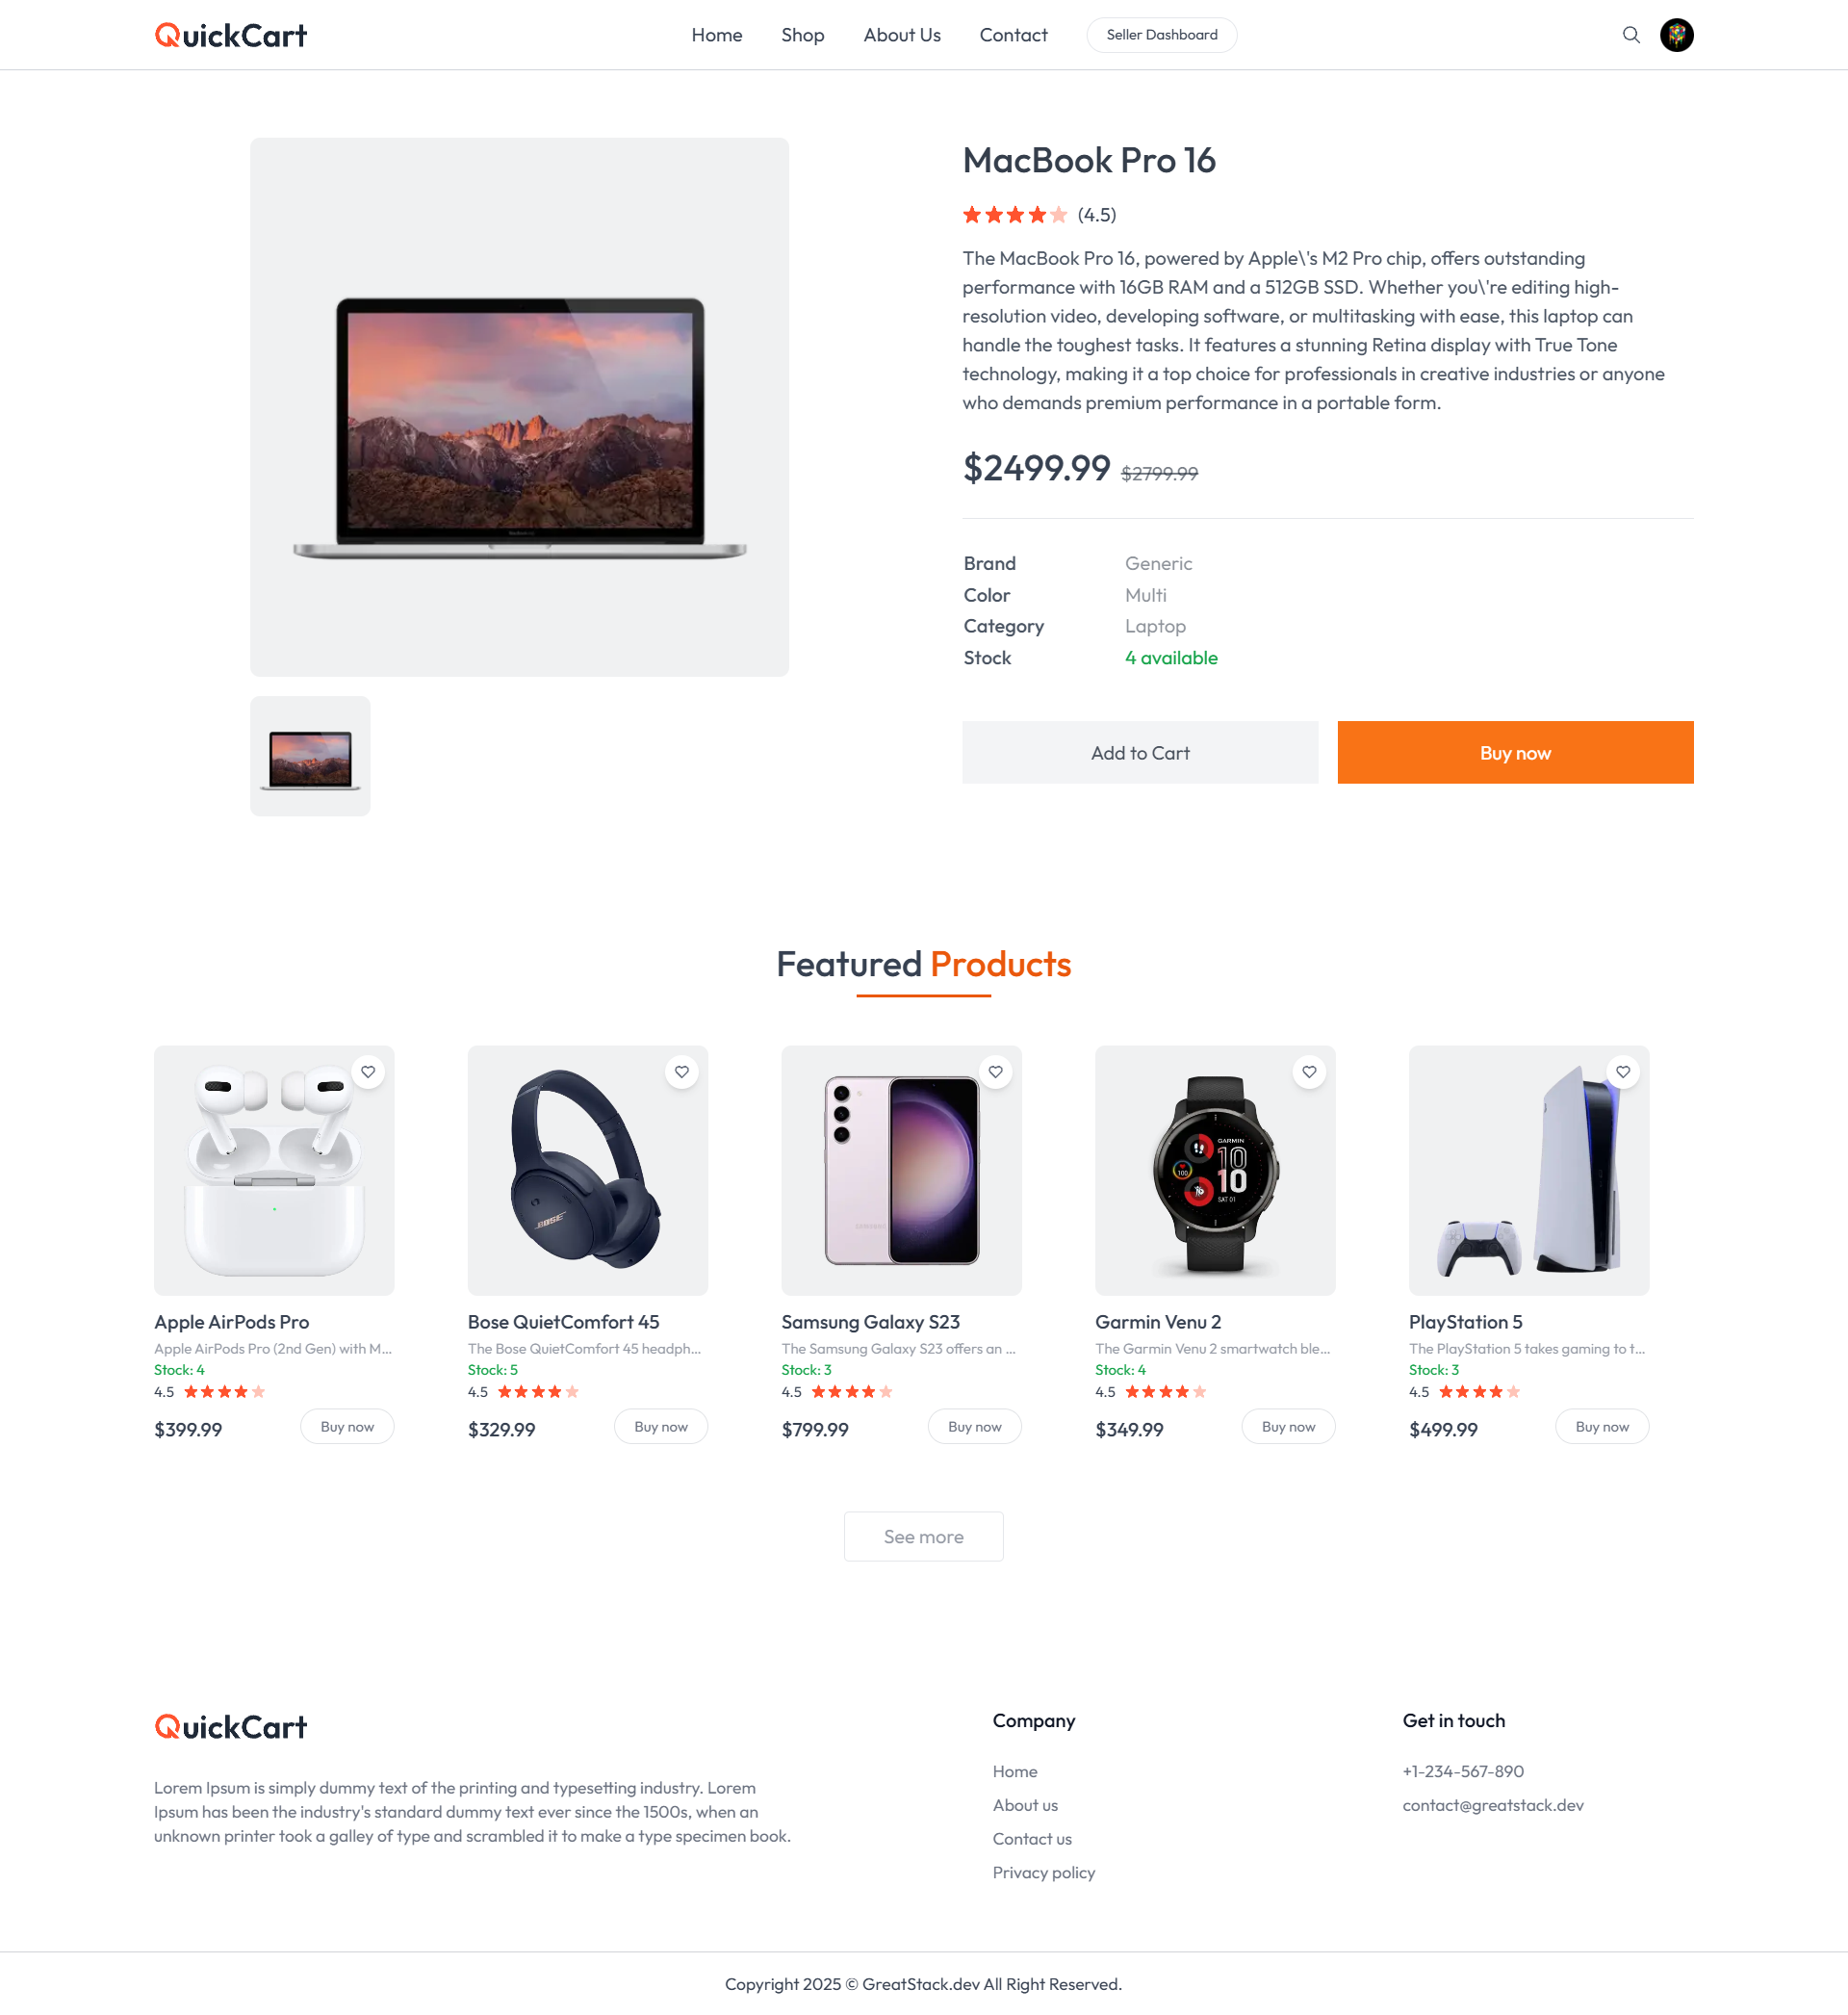 QuickCart
Home
Shop
About Us
Contact
Seller Dashboard
MacBook Pro 16
(4.5)
The MacBook Pro 16, powered by Apple\'s M2 Pro chip, offers outstanding
performance with 16GB RAM and a 512GB SSD. Whether you\'re editing high-
resolution video, developing software, or multitasking with ease, this laptop can
handle the toughest tasks. It features a stunning Retina display with True Tone
technology, making it a top choice for professionals in creative industries or anyone
who demands premium performance in a portable form.
$2499.99 $2799.99
Brand Generic
Color Multi
Category Laptop
Stock 4 available
Add to Cart
Buy now
Featured Products
BOSE
SAMSUNG
GARMIN
10
10
100
SAT 01
Apple AirPods Pro
Apple AirPods Pro (2nd Gen) with M...
Stock: 4
4.5
$399.99
Buy now
Bose QuietComfort 45
The Bose QuietComfort 45 headph...
Stock: 5
4.5
$329.99
Buy now
Samsung Galaxy S23
The Samsung Galaxy S23 offers an ...
Stock: 3
4.5
$799.99
Buy now
Garmin Venu 2
The Garmin Venu 2 smartwatch ble...
Stock: 4
4.5
$349.99
Buy now
PlayStation 5
The PlayStation 5 takes gaming to t...
Stock: 3
4.5
$499.99
Buy now
See more
QuickCart
Lorem Ipsum is simply dummy text of the printing and typesetting industry. Lorem
Ipsum has been the industry's standard dummy text ever since the 1500s, when an
unknown printer took a galley of type and scrambled it to make a type specimen book.
Company
Home
About us
Contact us
Privacy policy
Get in touch
+1-234-567-890
contact@greatstack.dev
Copyright 2025 © GreatStack.dev All Right Reserved.